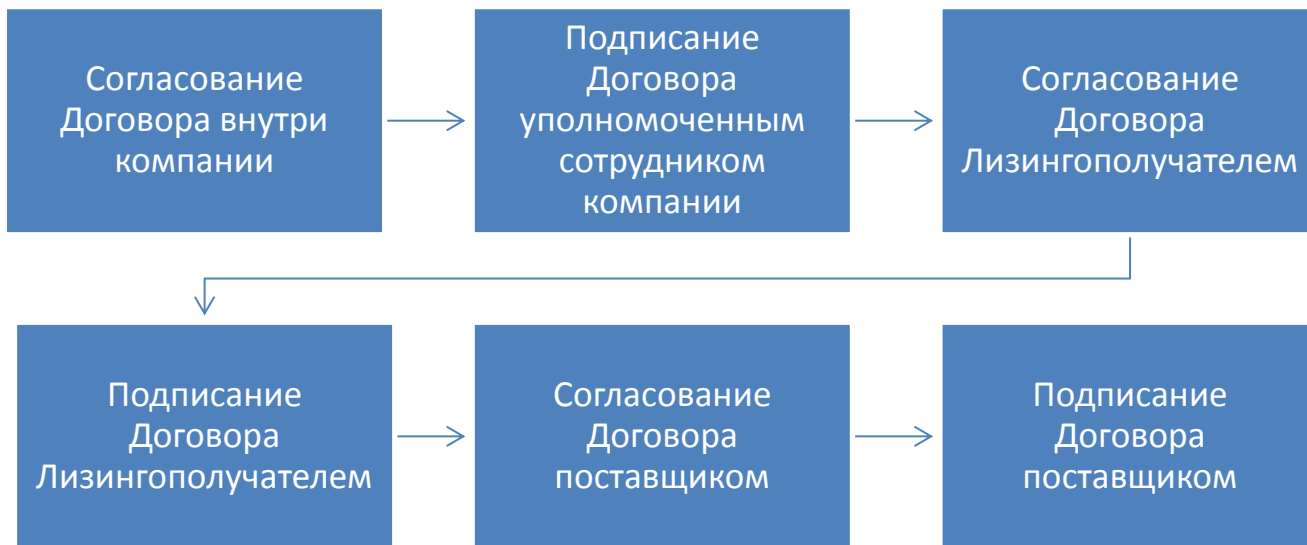 Согласование
Договора внутри
компании
Подписание
Договора
уполномоченным
сотрудником
компании
Согласование
Договора
Лизингополучателем
Подписание
Договора
Лизингополучателем
Согласование
Договора
поставщиком
Подписание
Договора
поставщиком